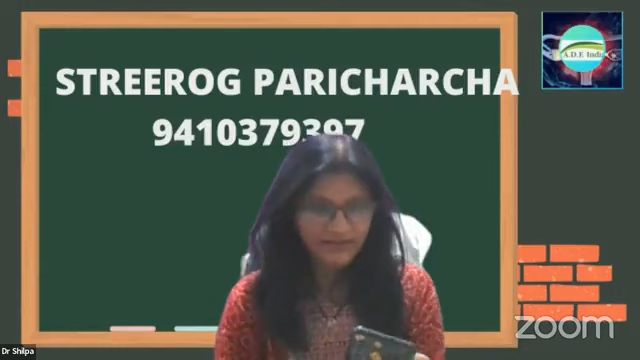 STREEROG PARICHARCHA
9410379397
A.D.E India
Dr Shilpa
zoom